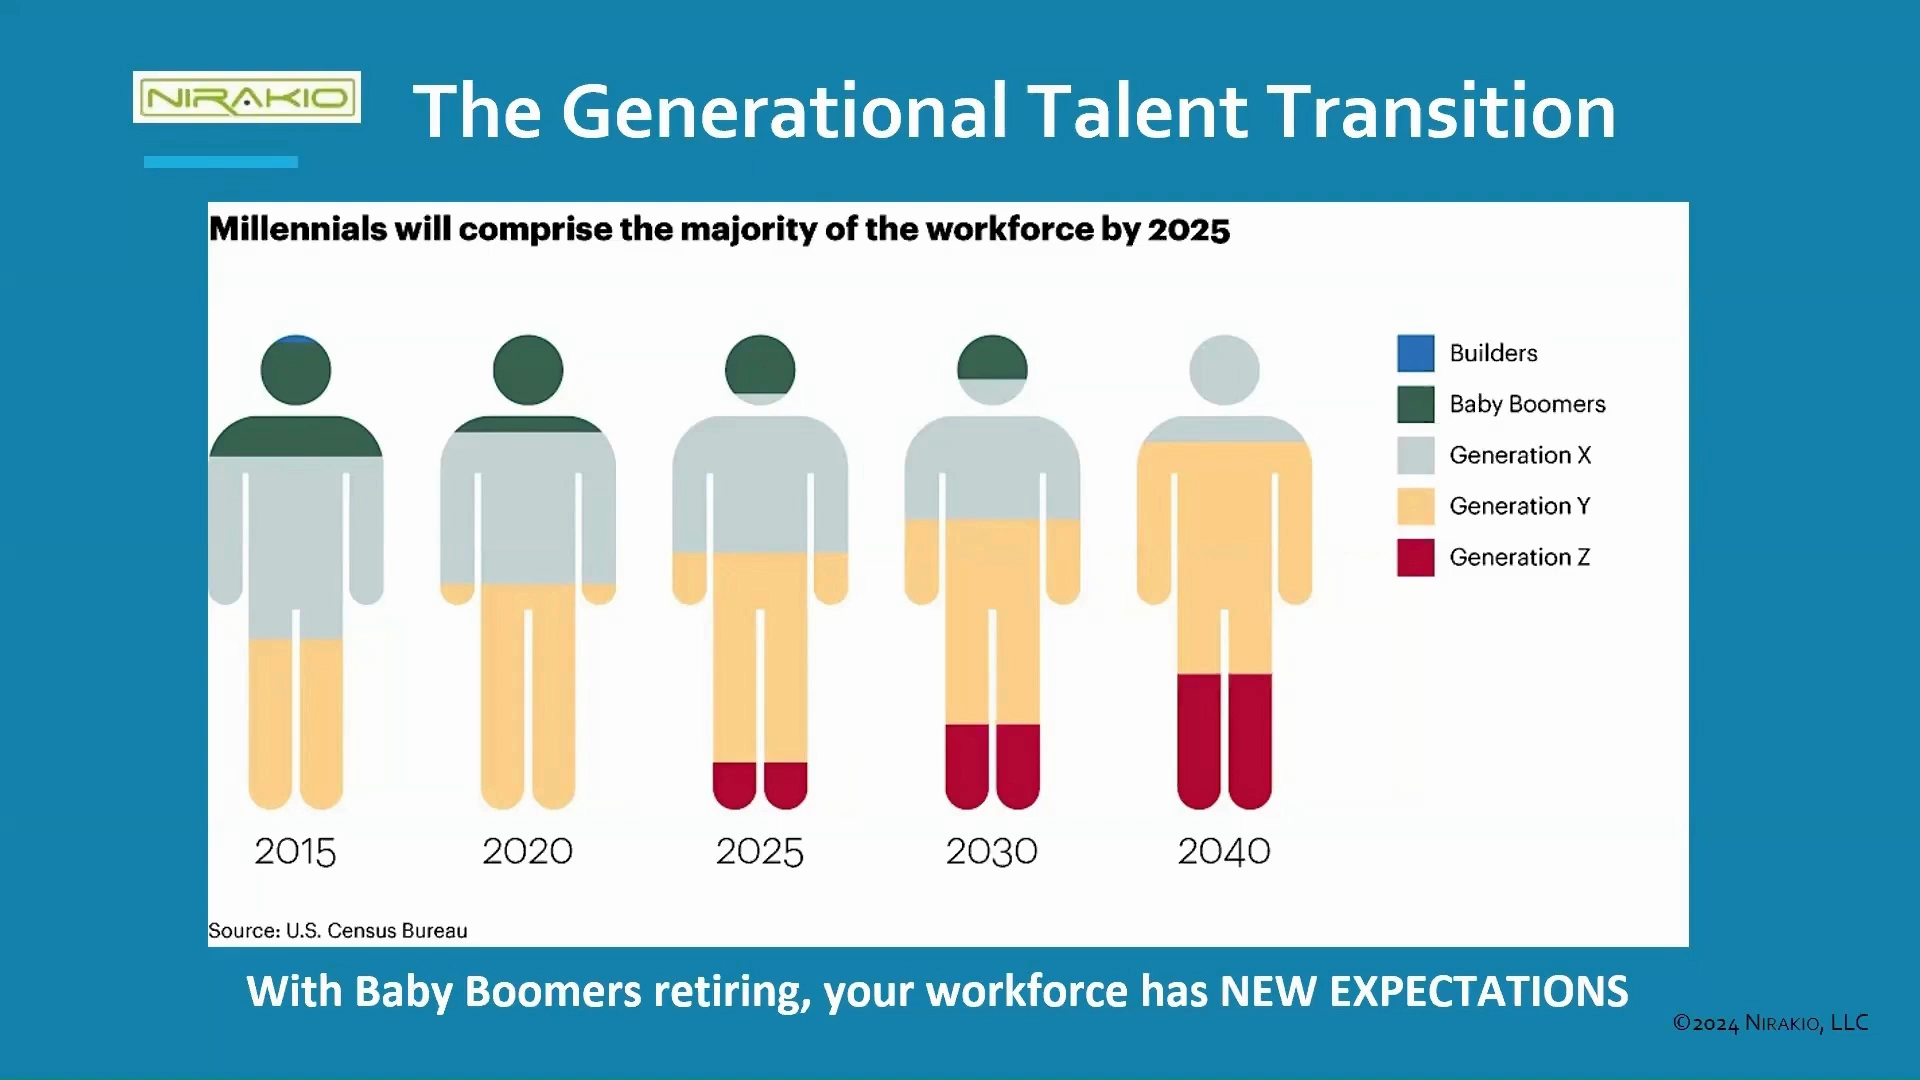 NIRAKIO
The Generational Talent Transition
Millennials will comprise the majority of the workforce by 2025
Builders
Baby Boomers
Generation X
Generation Y
Generation Z
2015 2020 2025 2030 2040
Source: U.S. Census Bureau
With Baby Boomers retiring, your workforce has NEW EXPECTATIONS
©2024 NIRAKIO, LLC